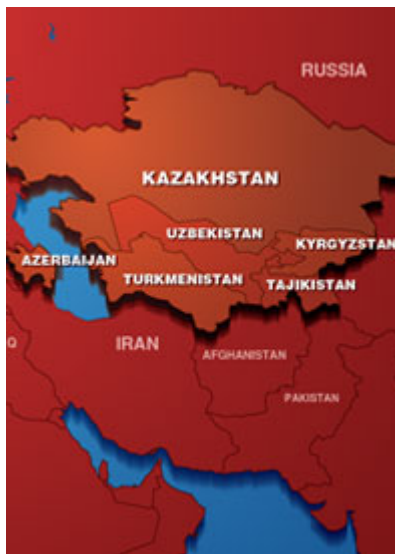 RUSSIA
KAZAKHSTAN
UZBEKISTAN
KYRGYZSTAN
AZERBAIJAN
TURKMENISTAN
TAJIKISTAN
Q
IRAN
AFGHANISTAN
PAKISTAN